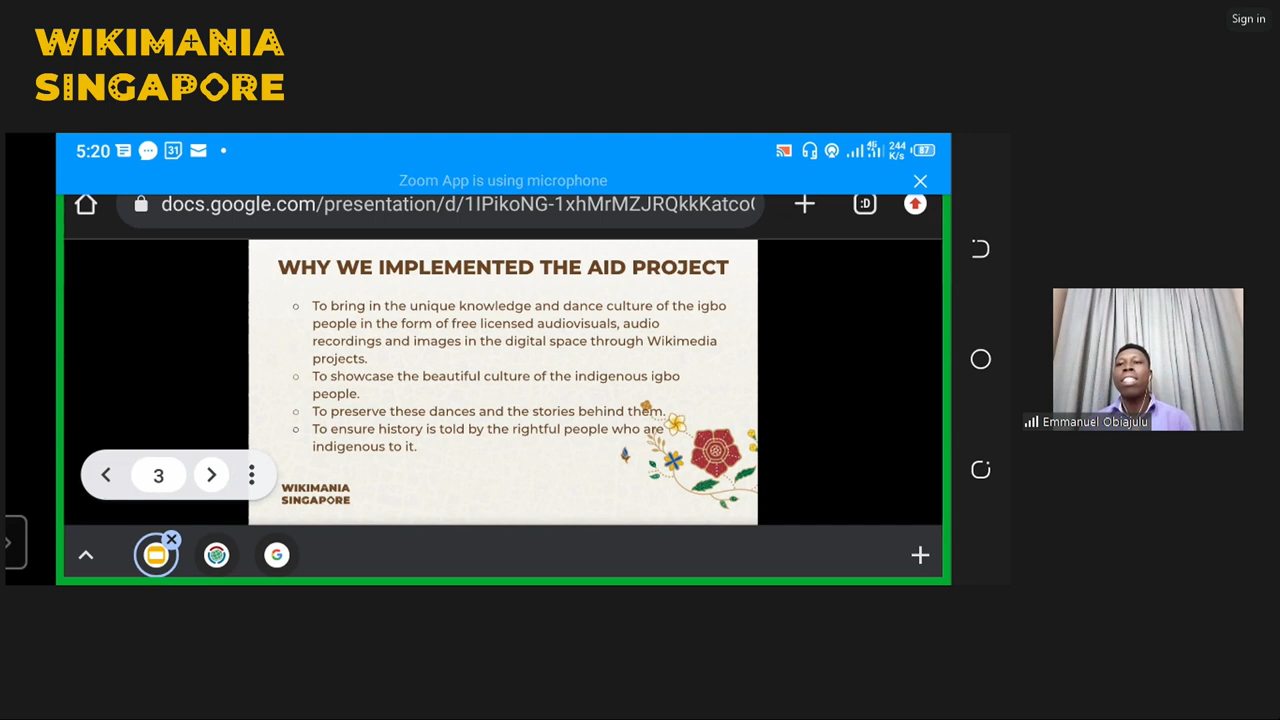 Sign in
WIKIMANIA
SINGAPORE
5:20
31
4G
244
K/s
87
Zoom App is using microphone
docs.google.com/presentation/d/1IPikoNG-1xhMrMZJRQkkKatco
:D
WHY WE IMPLEMENTED THE AID PROJECT
○ To bring in the unique knowledge and dance culture of the igbo
people in the form of free licensed audiovisuals, audio
recordings and images in the digital space through Wikimedia
projects.
○ To showcase the beautiful culture of the indigenous igbo
people.
○ To preserve these dances and the stories behind them.
○ To ensure history is told by the rightful people who are
indigenous to it.
3
WIKIMANIA
SINGAPORE
Emmanuel Obiajulu
G